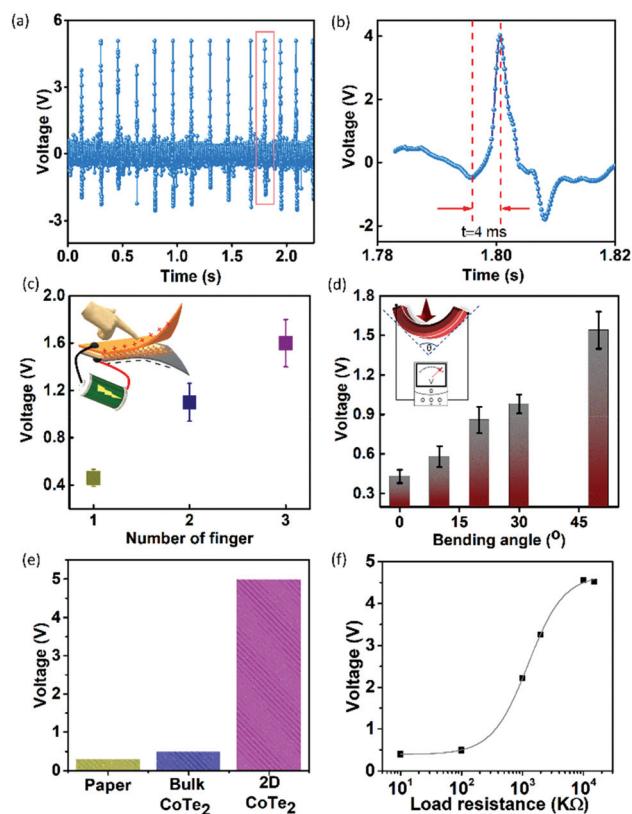 (a)
Voltage (V)
6
3
0
-3
0.0 0.5 1.0 1.5 2.0
Time (s)
(b)
Voltage (V)
4
2
0
-2
t=4 ms
1.78 1.80 1.82
Time (s)
(c)
Voltage (V)
2.0
1.6
1.2
0.8
0.4
1 2 3
Number of finger
(d)
Voltage (V)
1.8
1.5
1.2
0.9
0.6
0.3
V
0 15 30 45
Bending angle (⁰)
(e)
Voltage (V)
5
4
3
2
1
0
Paper Bulk 2D
CoTe₂ CoTe₂
(f)
Voltage (V)
5
4
3
2
1
0
10¹ 10² 10³ 10⁴
Load resistance (KΩ)